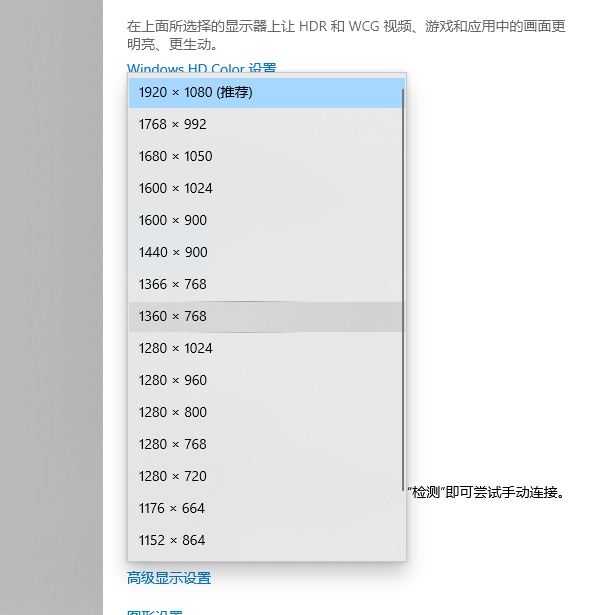 在上面所选择的显示器上让 HDR 和 WCG 视频、游戏和应用中的画面更
明亮、更生动。
Windows HD Color 设置
1920 × 1080 (推荐)
1768 × 992
1680 × 1050
1600 × 1024
1600 × 900
1440 × 900
1366 × 768
1360 × 768
1280 × 1024
1280 × 960
1280 × 800
1280 × 768
1280 × 720
“检测”即可尝试手动连接。
1176 × 664
1152 × 864
高级显示设置
图形设置